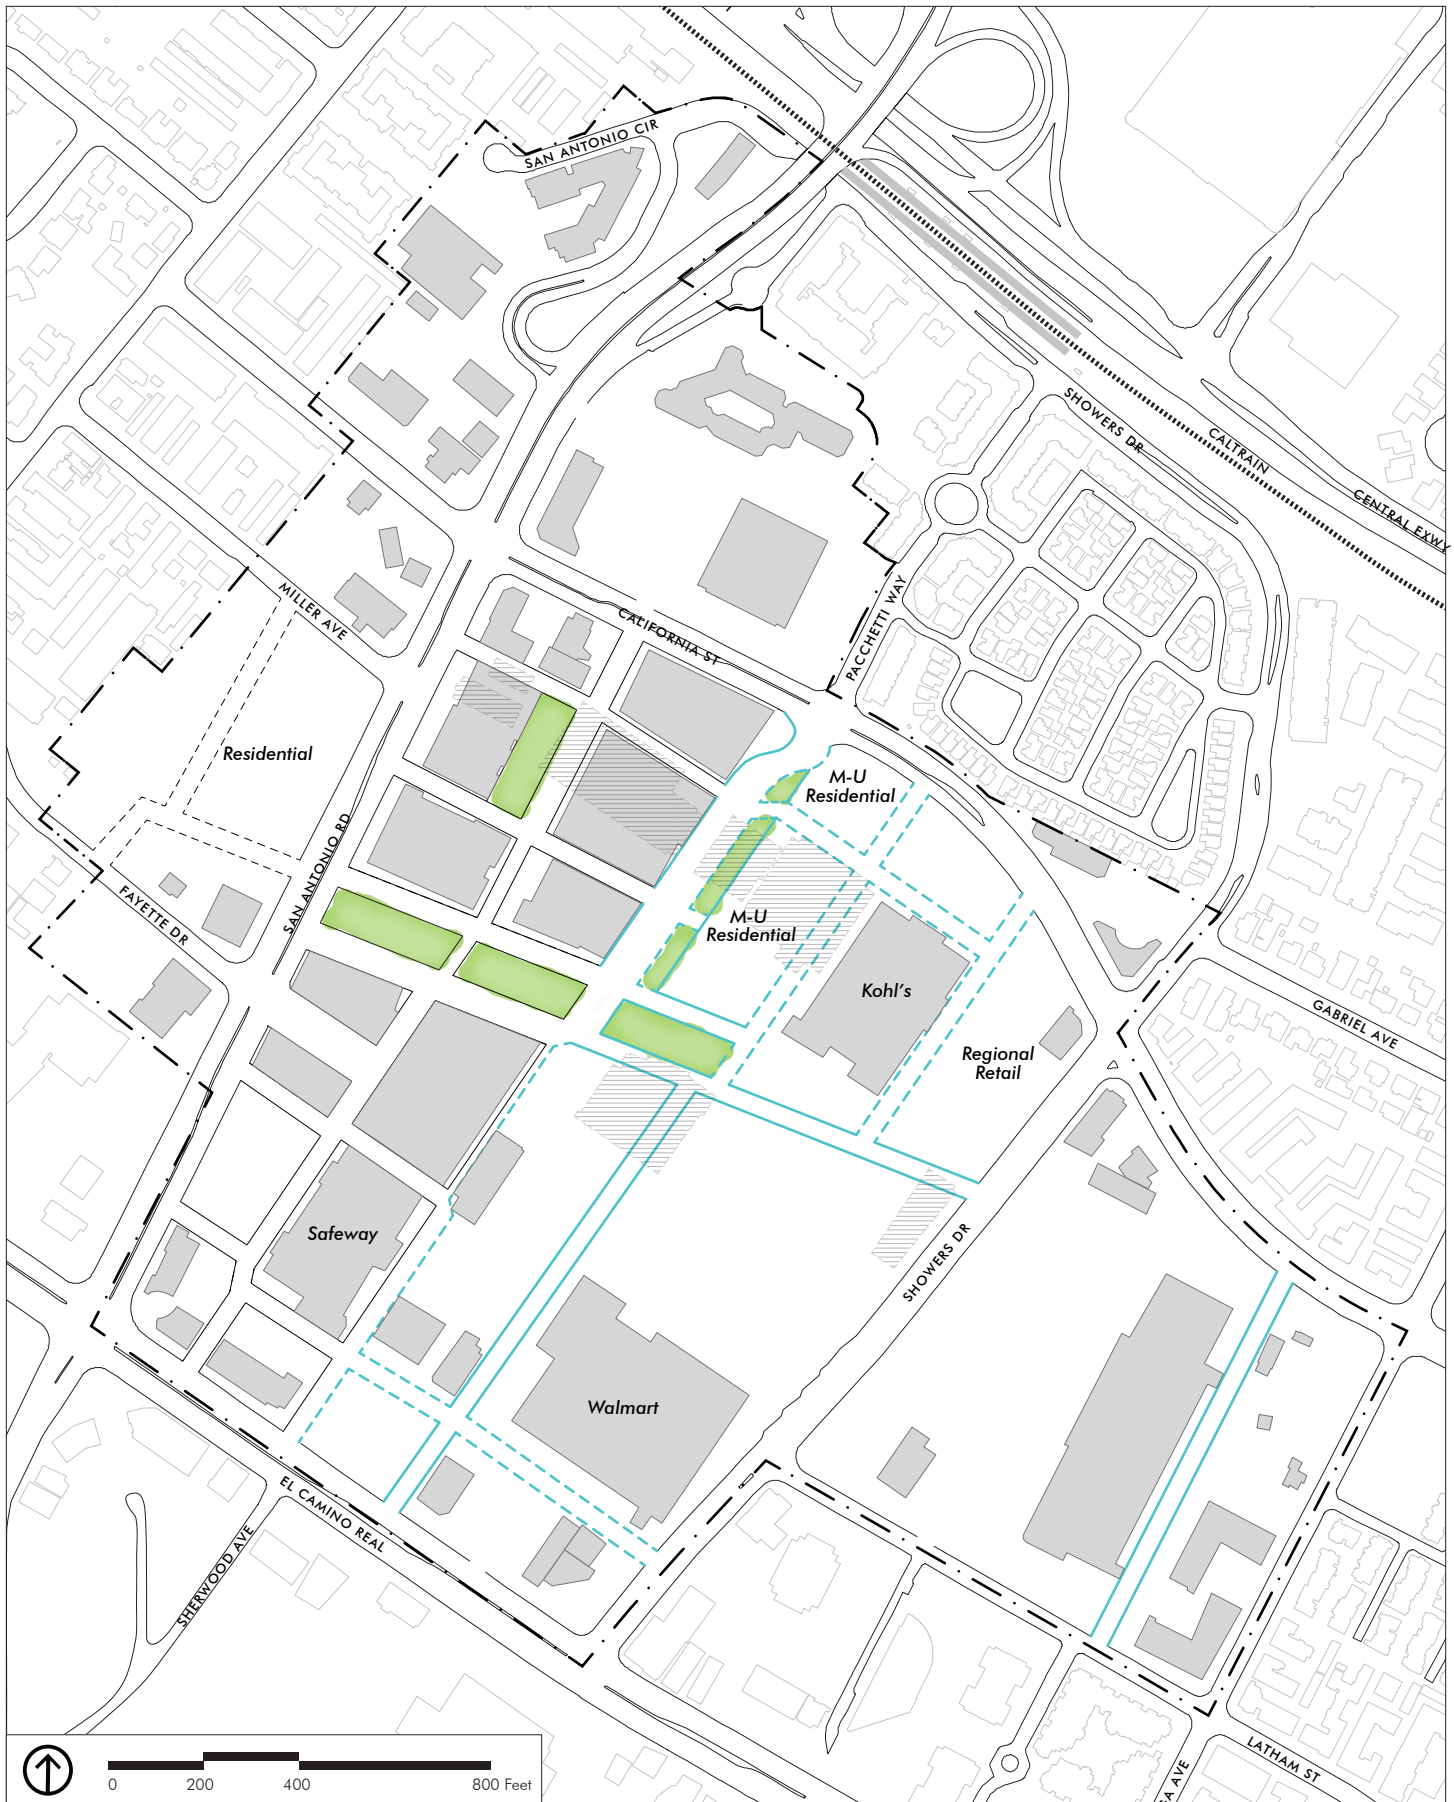 SAN ANTONIO CIR
SHOWERS DR
CALTRAIN
CENTRAL EXWY
MILLER AVE
CALIFORNIA ST
PACCHETTI WAY
Residential
M-U
Residential
SAN ANTONIO RD
FAYETTE DR
M-U
Residential
Kohl's
GABRIEL AVE
Regional
Retail
Safeway
SHOWERS DR
Walmart
EL CAMINO REAL
SHERWOOD AVE
LATHAM ST
AVE
0 200 400 800 Feet